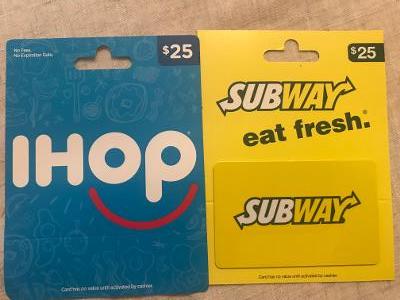 No Fees.
No Expiration Date.
$25
IHOP
Card has no value until activated by cashier.
$25
SUBWAY
eat fresh.®
SUBWAY
Card has no value until activated by cashier.